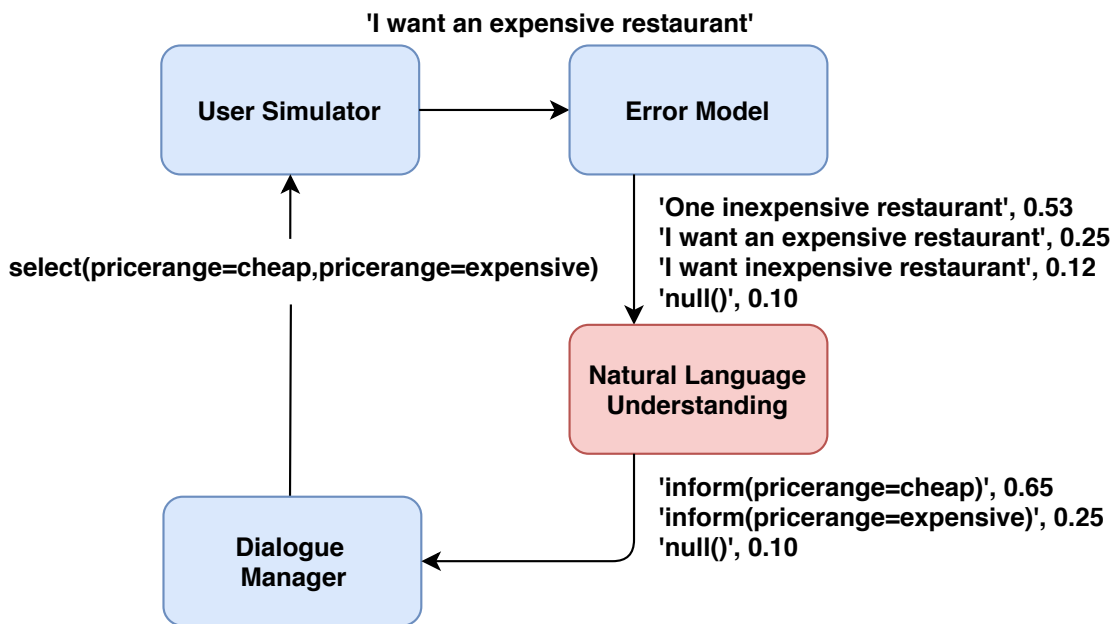 'I want an expensive restaurant'
User Simulator
Error Model
'One inexpensive restaurant', 0.53
'I want an expensive restaurant', 0.25
'I want inexpensive restaurant', 0.12
'null()', 0.10
select(pricerange=cheap,pricerange=expensive)
Natural Language
Understanding
'inform(pricerange=cheap)', 0.65
'inform(pricerange=expensive)', 0.25
'null()', 0.10
Dialogue
Manager